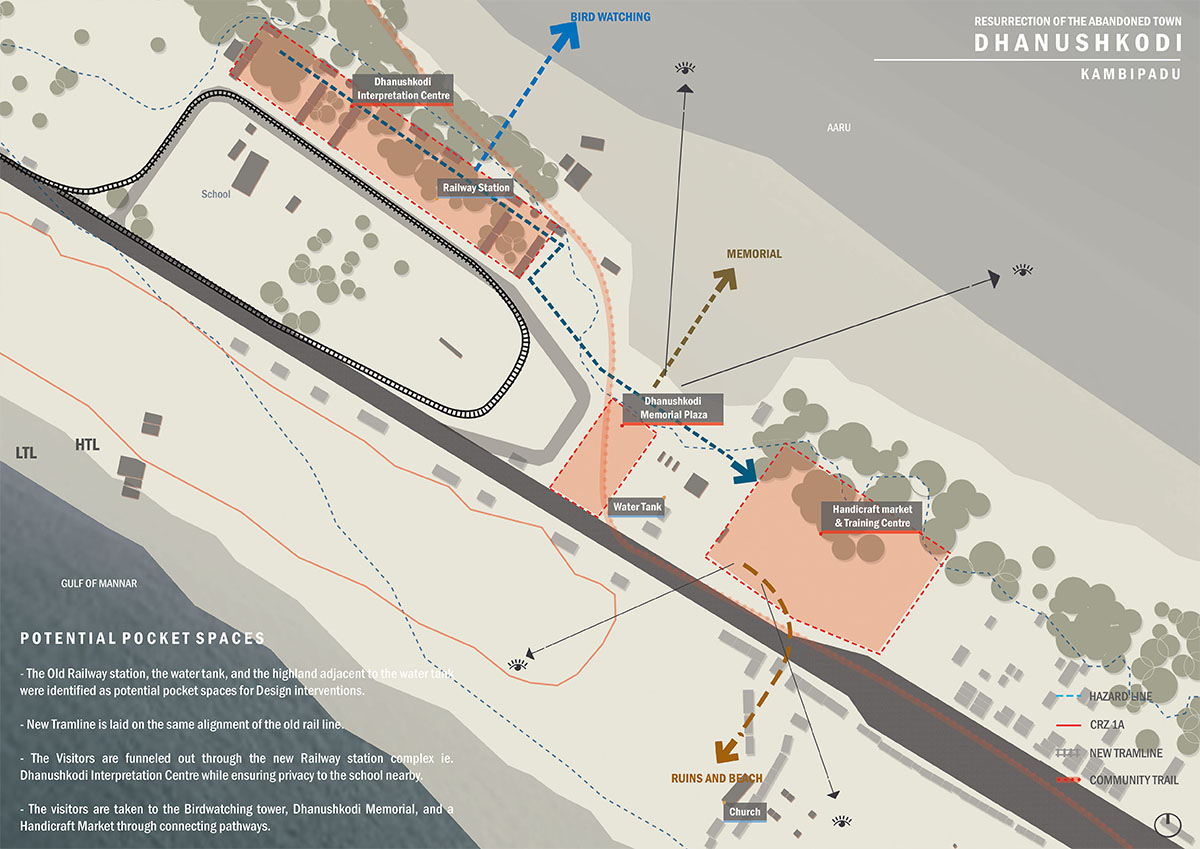 RESURRECTION OF THE ABANDONED TOWN
DHANUSHKODI
KAMBIPADU
BIRD WATCHING
Dhanushkodi
Interpretation Centre
AARU
Railway Station
School
MEMORIAL
Dhanushkodi
Memorial Plaza
LTL
HTL
Water Tank
Handicraft market
& Training Centre
GULF OF MANNAR
POTENTIAL POCKET SPACES
- The Old Railway station, the water tank, and the highland adjacent to the water tank
were identified as potential pocket spaces for Design interventions.
- New Tramline is laid on the same alignment of the old rail line.
- The Visitors are funneled out through the new Railway station complex ie.
Dhanushkodi Interpretation Centre while ensuring privacy to the school nearby.
- The visitors are taken to the Birdwatching tower, Dhanushkodi Memorial, and a
Handicraft Market through connecting pathways.
RUINS AND BEACH
Church
HAZARD LINE
CRZ 1A
NEW TRAMLINE
COMMUNITY TRAIL